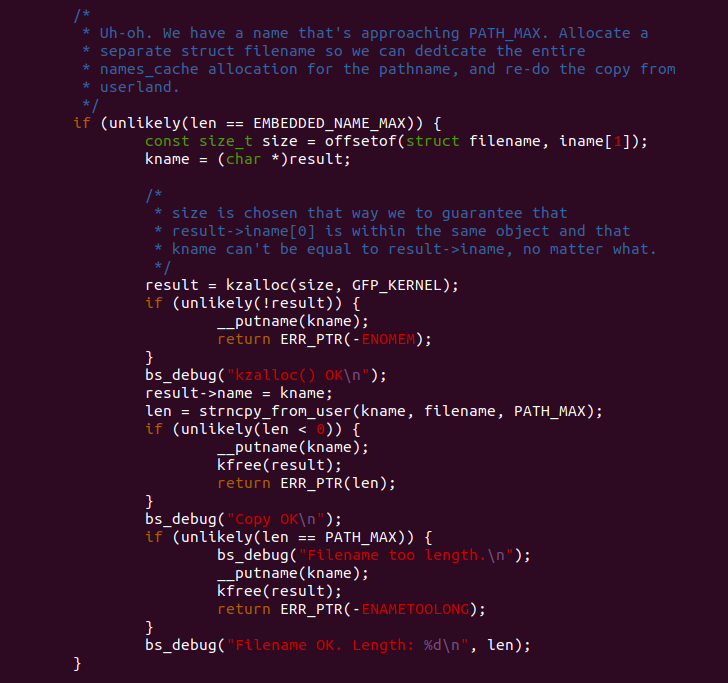 /*
 * Uh-oh. We have a name that's approaching PATH_MAX. Allocate a
 * separate struct filename so we can dedicate the entire
 * names_cache allocation for the pathname, and re-do the copy from
 * userland.
 */
if (unlikely(len == EMBEDDED_NAME_MAX)) {
        const size_t size = offsetof(struct filename, iname[1]);
        kname = (char *)result;

        /*
         * size is chosen that way we to guarantee that
         * result->iname[0] is within the same object and that
         * kname can't be equal to result->iname, no matter what.
         */
        result = kzalloc(size, GFP_KERNEL);
        if (unlikely(!result)) {
                __putname(kname);
                return ERR_PTR(-ENOMEM);
        }
        bs_debug("kzalloc() OK\n");
        result->name = kname;
        len = strncpy_from_user(kname, filename, PATH_MAX);
        if (unlikely(len < 0)) {
                __putname(kname);
                kfree(result);
                return ERR_PTR(len);
        }
        bs_debug("Copy OK\n");
        if (unlikely(len == PATH_MAX)) {
                bs_debug("Filename too length.\n");
                __putname(kname);
                kfree(result);
                return ERR_PTR(-ENAMETOOLONG);
        }
        bs_debug("Filename OK. Length: %d\n", len);
}